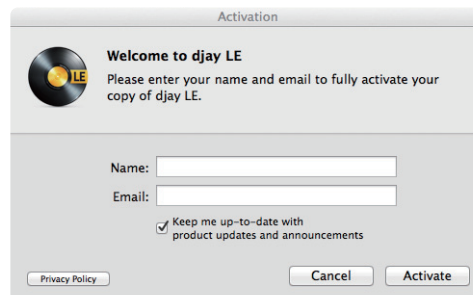 Activation
LE
Welcome to djay LE
Please enter your name and email to fully activate your
copy of djay LE.
Name:
Email:
Keep me up-to-date with
product updates and announcements
Privacy Policy
Cancel
Activate